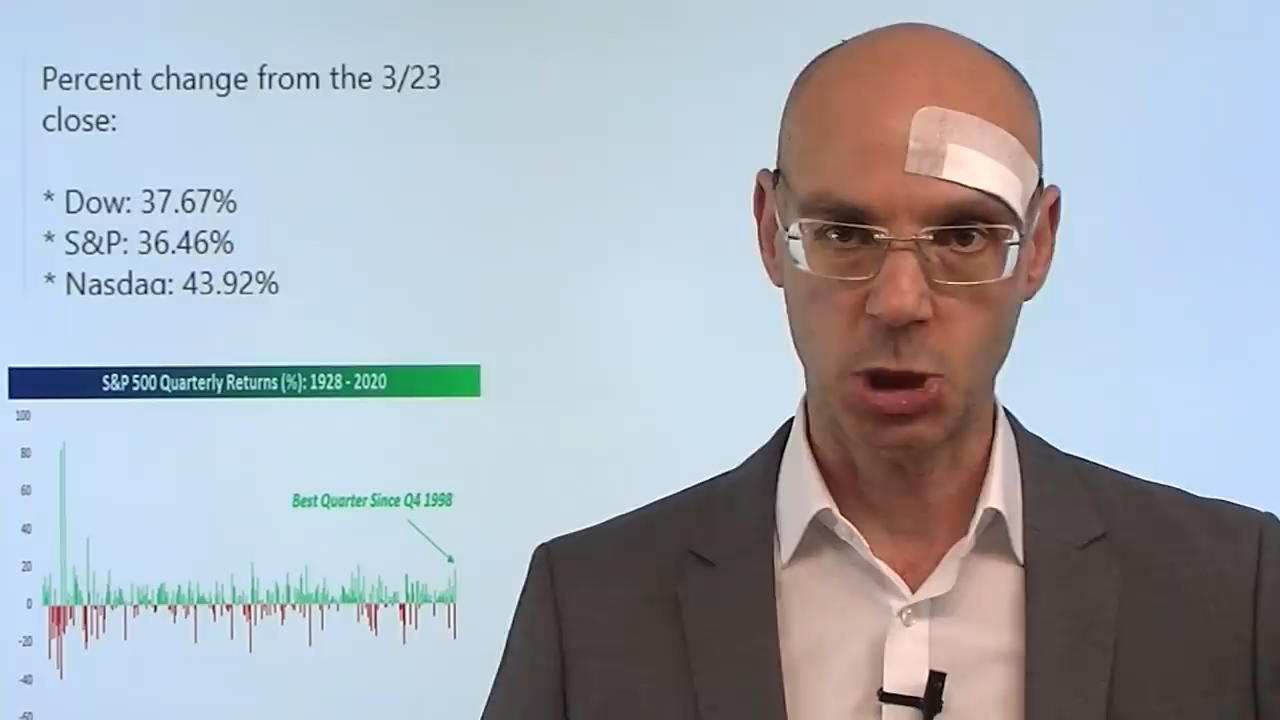 Percent change from the 3/23
close:
* Dow: 37.67%
* S&P: 36.46%
* Nasdaq: 43.92%
S&P 500 Quarterly Returns (%): 1928 - 2020
100
80
60
Best Quarter Since Q4 1998
40
20
0
-20
-40
-60